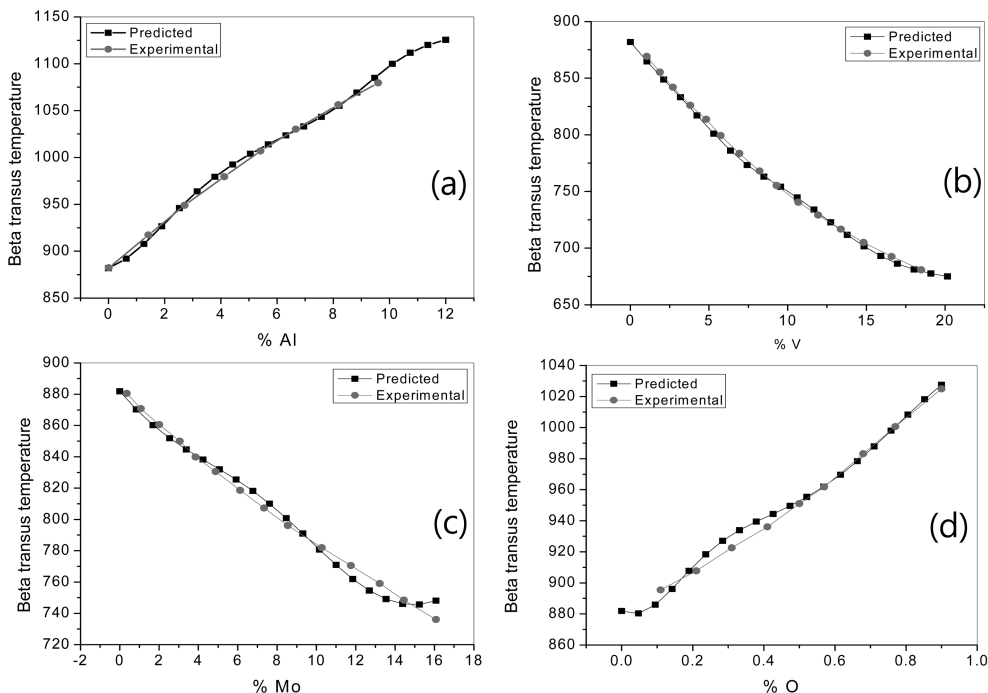 1150
1100
1050
1000
950
900
850
Beta transus temperature
Predicted
Experimental
(a)
0 2 4 6 8 10 12
% Al
900
850
800
750
700
650
Beta transus temperature
Predicted
Experimental
(b)
0 5 10 15 20
% V
900
880
860
840
820
800
780
760
740
720
Beta transus temperature
Predicted
Experimental
(c)
-2 0 2 4 6 8 10 12 14 16 18
% Mo
1040
1020
1000
980
960
940
920
900
880
860
Beta transus temperature
Predicted
Experimental
(d)
0.0 0.2 0.4 0.6 0.8 1.0
% O